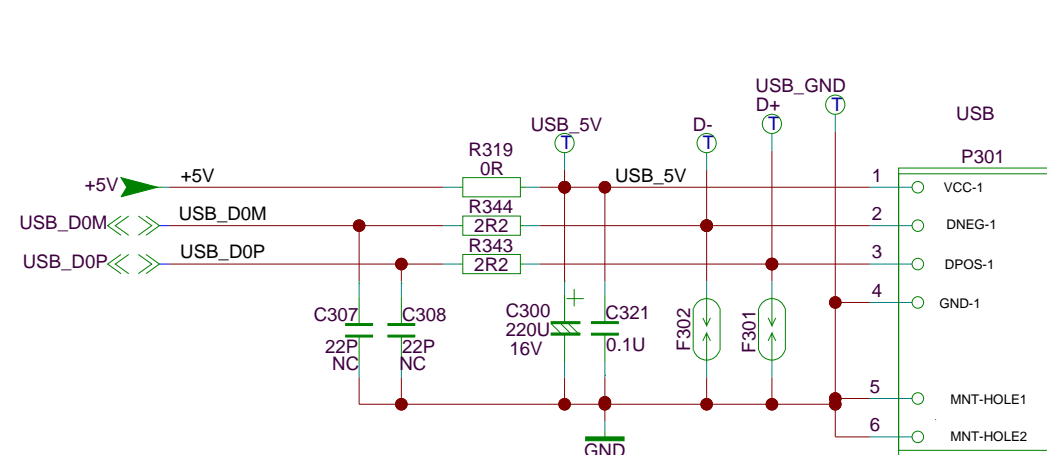 USB_GND
D+
T
USB
USB_5V
D-
T
T
T
R319
0R
P301
+5V
+5V
USB_5V
1
VCC-1
USB_D0M
USB_D0M
R344
2R2
2
DNEG-1
USB_D0P
USB_D0P
R343
2R2
3
DPOS-1
4
GND-1
C307
22P
NC
C308
22P
NC
C300
220U
16V
+
C321
0.1U
F302
F301
5
MNT-HOLE1
6
MNT-HOLE2
GND